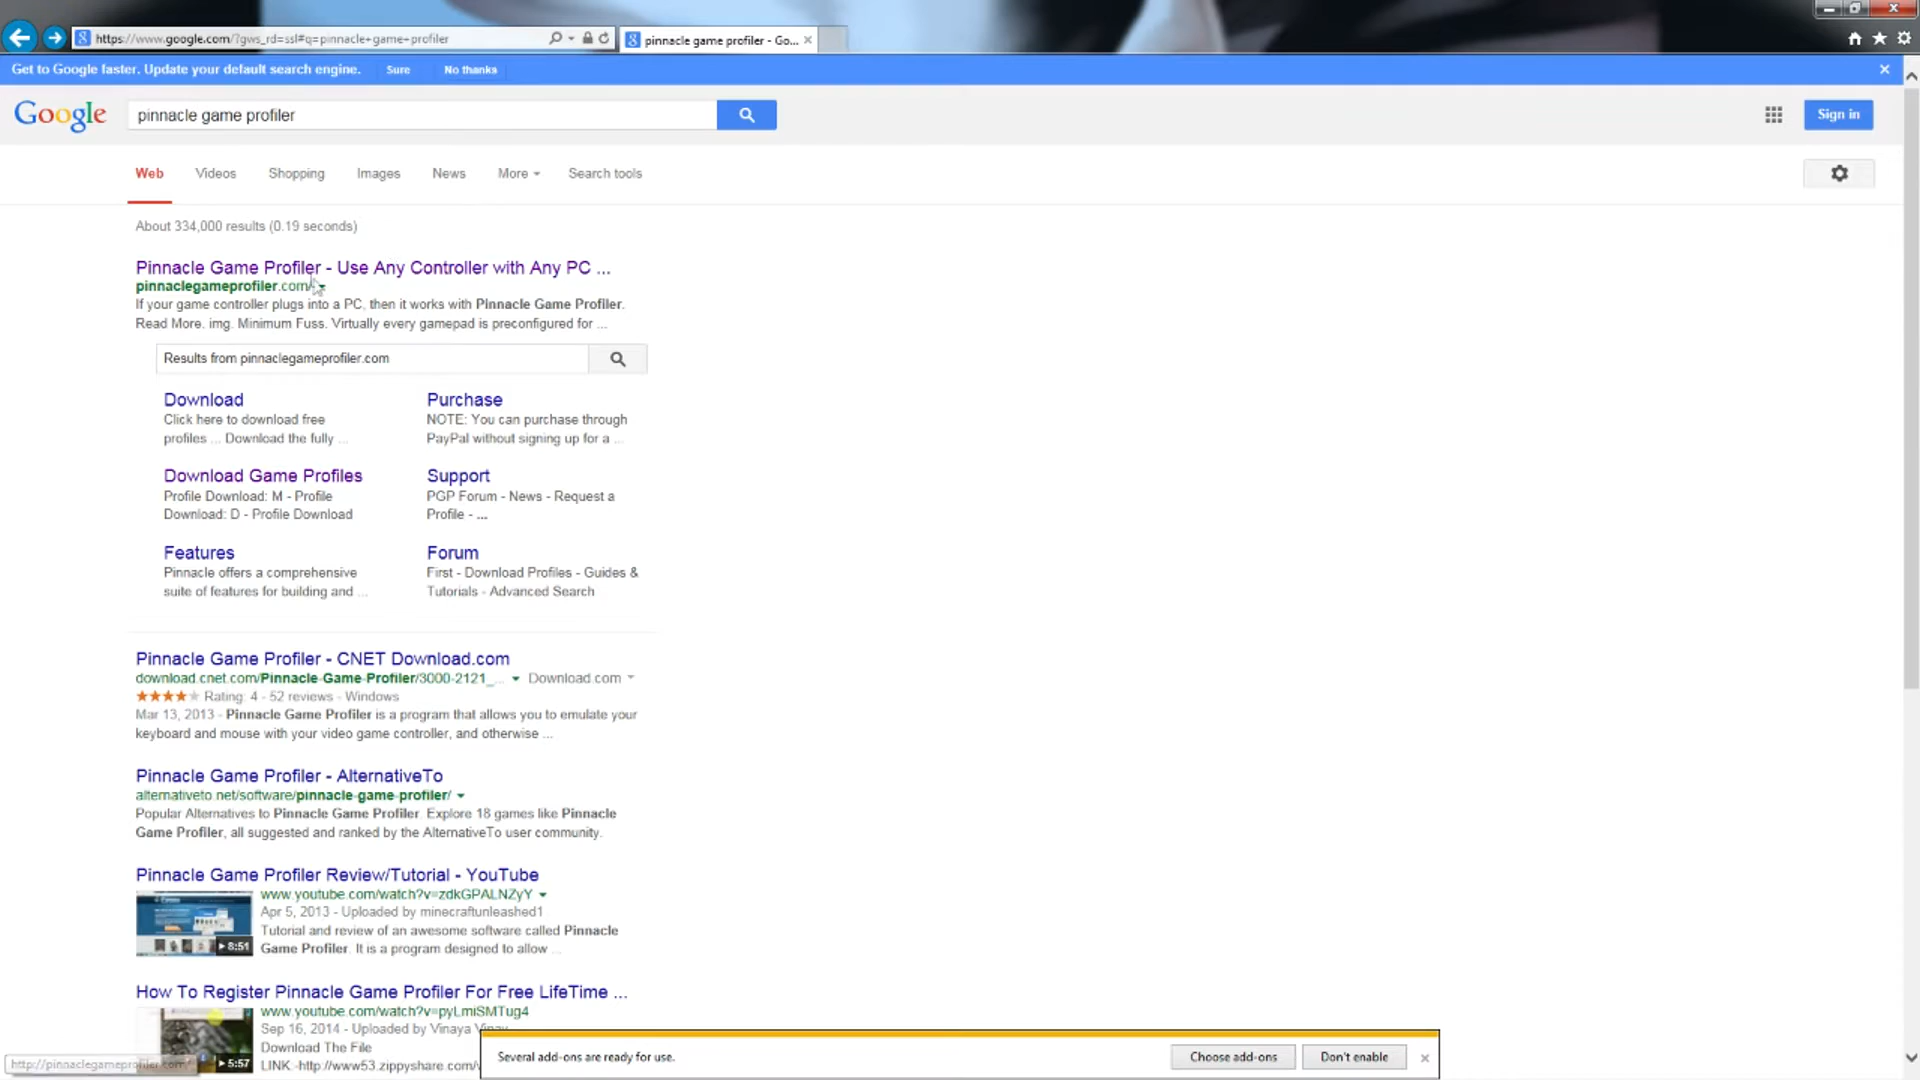 https://www.google.com/?gws_rd=ssl#q=pinnacle+game+profiler
pinnacle game profiler - Go...
Get to Google faster. Update your default search engine. Sure No thanks
Google pinnacle game profiler Sign in
Web Videos Shopping Images News More Search tools
About 334,000 results (0.19 seconds)
Pinnacle Game Profiler - Use Any Controller with Any PC ...
pinnaclegameprofiler.com/
If your game controller plugs into a PC, then it works with Pinnacle Game Profiler.
Read More. img. Minimum Fuss. Virtually every gamepad is preconfigured for ...
Results from pinnaclegameprofiler.com
Download
Click here to download free
profiles ... Download the fully ...
Purchase
NOTE: You can purchase through
PayPal without signing up for a ...
Download Game Profiles
Profile Download: M - Profile
Download: D - Profile Download
Support
PGP Forum - News - Request a
Profile - ...
Features
Pinnacle offers a comprehensive
suite of features for building and ...
Forum
First - Download Profiles - Guides &
Tutorials - Advanced Search
Pinnacle Game Profiler - CNET Download.com
download.cnet.com/Pinnacle-Game-Profiler/3000-2121_... Download.com
Rating: 4 - 52 reviews - Windows
Mar 13, 2013 - Pinnacle Game Profiler is a program that allows you to emulate your
keyboard and mouse with your video game controller, and otherwise ...
Pinnacle Game Profiler - AlternativeTo
alternativeto.net/software/pinnacle-game-profiler/
Popular Alternatives to Pinnacle Game Profiler. Explore 18 games like Pinnacle
Game Profiler, all suggested and ranked by the AlternativeTo user community.
Pinnacle Game Profiler Review/Tutorial - YouTube
www.youtube.com/watch?v=zdkGPALNZyY
Apr 5, 2013 - Uploaded by minecraftunleashed1
Tutorial and review of an awesome software called Pinnacle
Game Profiler. It is a program designed to allow ...
8:51
How To Register Pinnacle Game Profiler For Free LifeTime ...
www.youtube.com/watch?v=pyLmiSMTug4
Sep 16, 2014 - Uploaded by Vinaya Vinay
Download The File
LINK:-http://www53.zippyshare.com/v
5:57
http://pinnaclegameprofiler.com/
Several add-ons are ready for use. Choose add-ons Don't enable